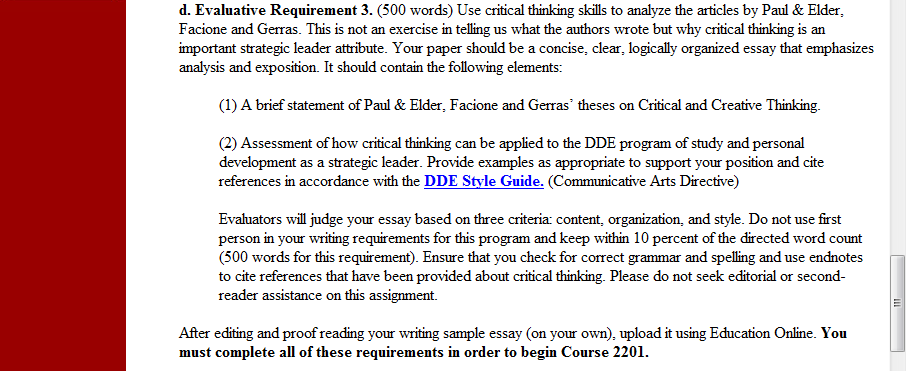 d. Evaluative Requirement 3. (500 words) Use critical thinking skills to analyze the articles by Paul & Elder,
Facione and Gerras. This is not an exercise in telling us what the authors wrote but why critical thinking is an
important strategic leader attribute. Your paper should be a concise, clear, logically organized essay that emphasizes
analysis and exposition. It should contain the following elements:
(1) A brief statement of Paul & Elder, Facione and Gerras' theses on Critical and Creative Thinking.
(2) Assessment of how critical thinking can be applied to the DDE program of study and personal
development as a strategic leader. Provide examples as appropriate to support your position and cite
references in accordance with the DDE Style Guide. (Communicative Arts Directive)
Evaluators will judge your essay based on three criteria: content, organization, and style. Do not use first
person in your writing requirements for this program and keep within 10 percent of the directed word count
(500 words for this requirement). Ensure that you check for correct grammar and spelling and use endnotes
to cite references that have been provided about critical thinking. Please do not seek editorial or second-
reader assistance on this assignment.
After editing and proofreading your writing sample essay (on your own), upload it using Education Online. You
must complete all of these requirements in order to begin Course 2201.